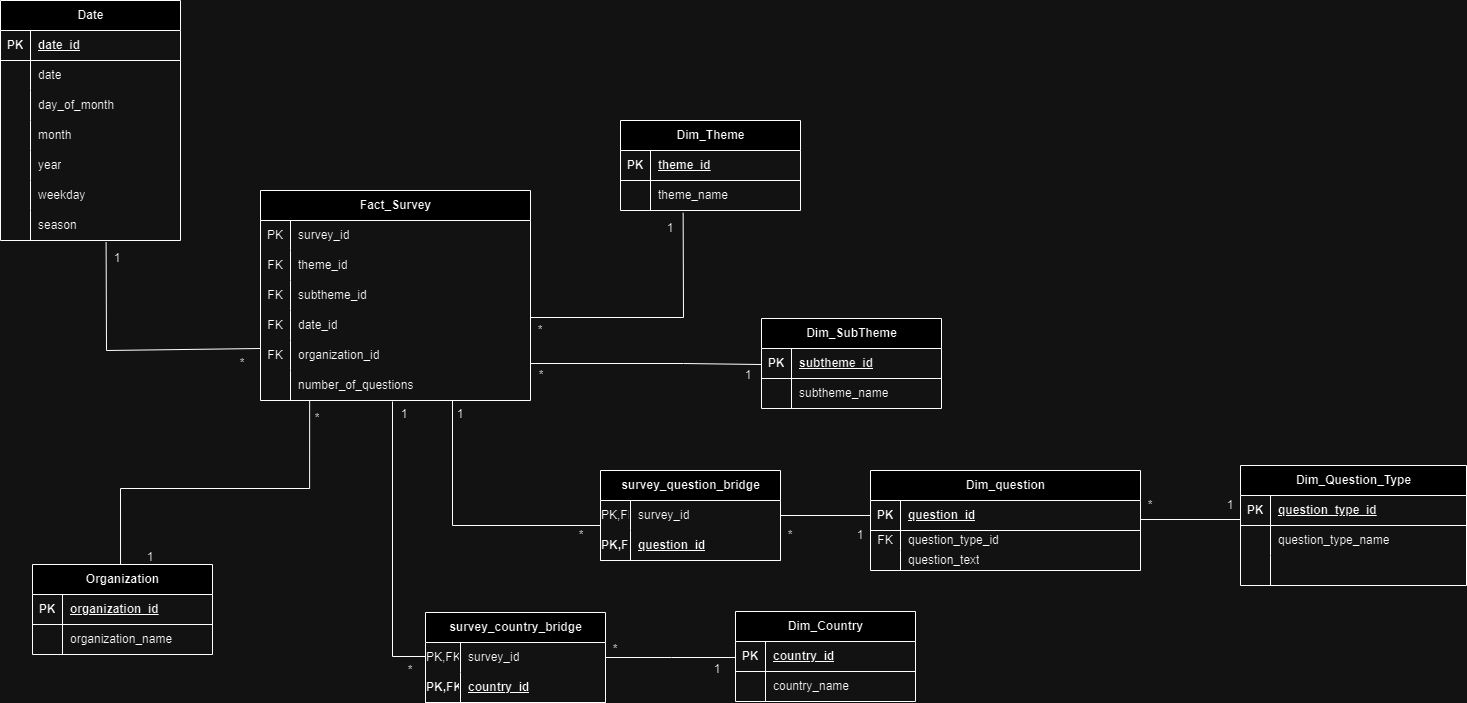 Date
PK date_id
date
day_of_month
month
year
weekday
season
1
*
Dim_Theme
PK theme_id
theme_name
1
*
Fact_Survey
PK survey_id
FK theme_id
FK subtheme_id
FK date_id
FK organization_id
number_of_questions
Dim_SubTheme
PK subtheme_id
subtheme_name
*
1
*
1
1
survey_question_bridge
PK,F survey_id
PK,F question_id
*
*
1
Dim_question
PK question_id
FK question_type_id
question_text
*
1
Dim_Question_Type
PK question_type_id
question_type_name
1
Organization
PK organization_id
organization_name
survey_country_bridge
PK,FK survey_id
PK,FK country_id
*
*
1
Dim_Country
PK country_id
country_name